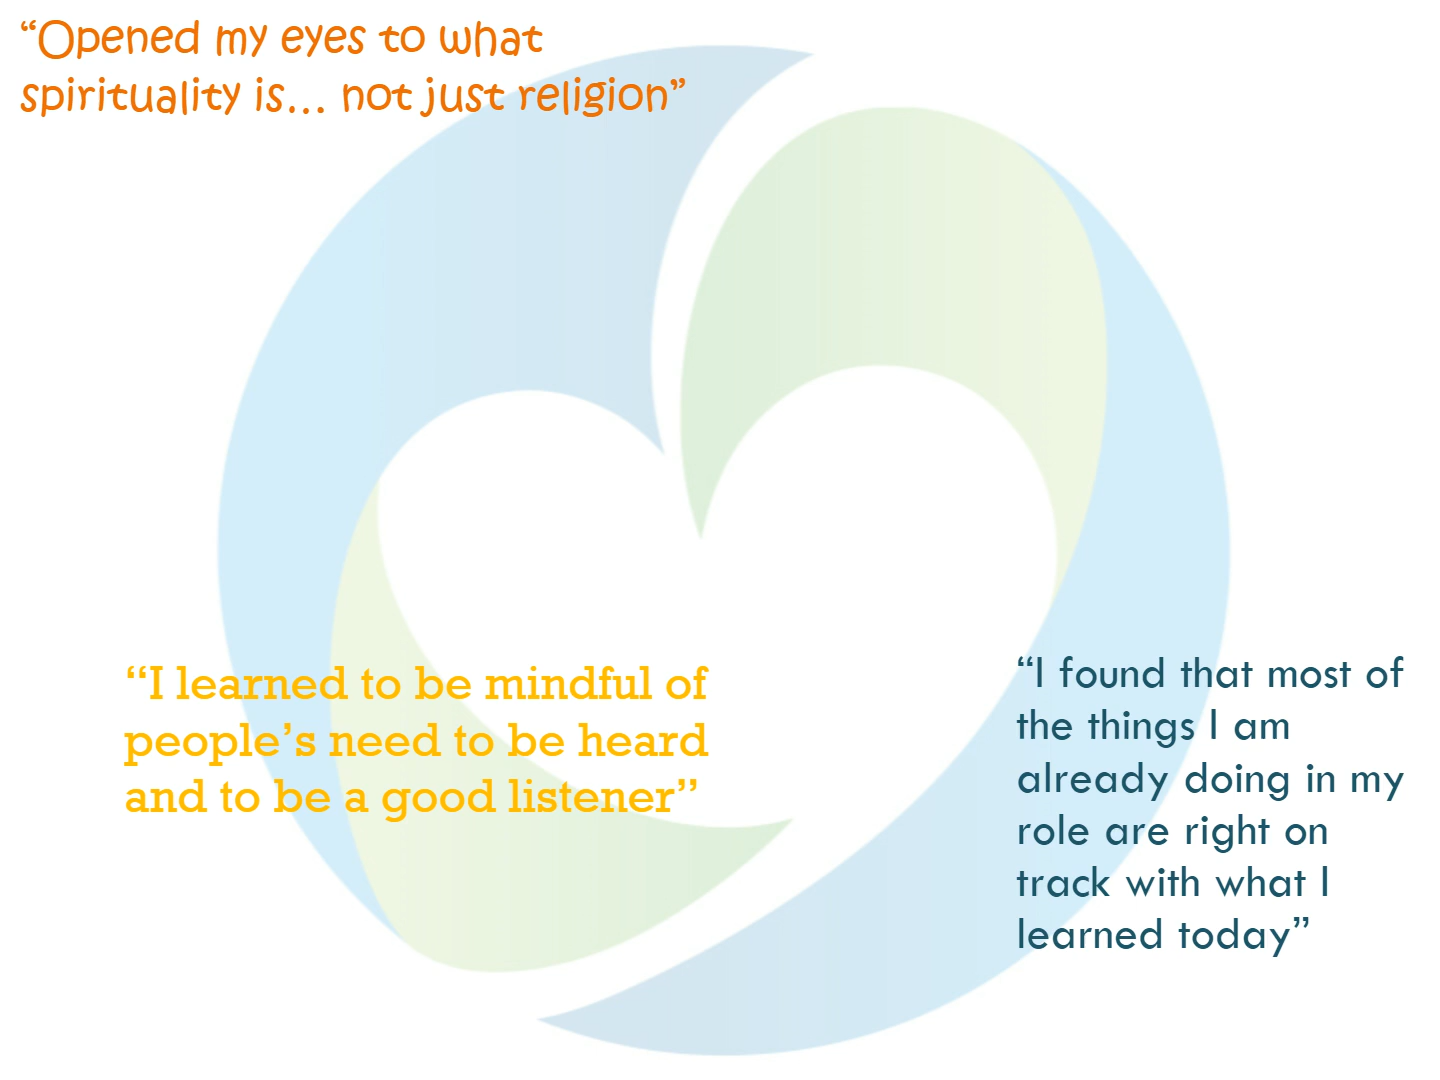 “Opened my eyes to what
spirituality is… not just religion”
“I learned to be mindful of
people’s need to be heard
and to be a good listener”
“I found that most of
the things I am
already doing in my
role are right on
track with what I
learned today”